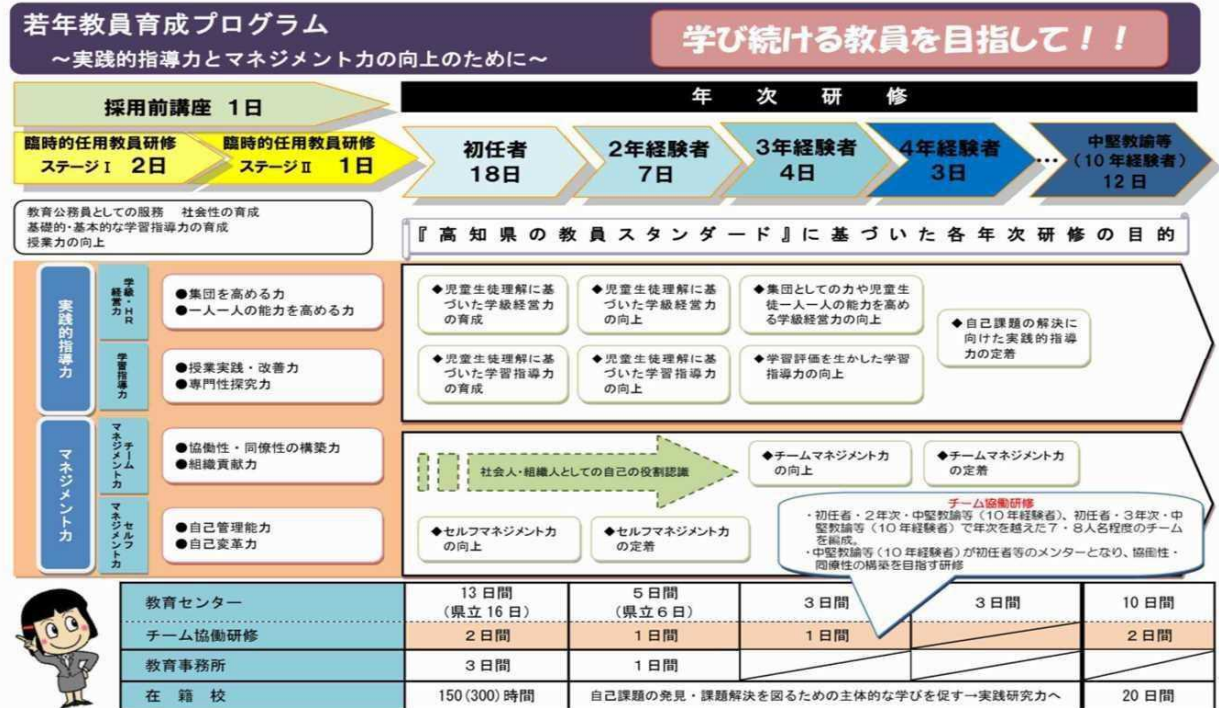 若年教員育成プログラム
～実践的指導力とマネジメント力の向上のために～
学び続ける教員を目指して！！
採用前講座 1日
年次研修
臨時的任用教員研修
ステージⅠ 2日
臨時的任用教員研修
ステージⅡ 1日
初任者
18日
2年経験者
7日
3年経験者
4日
4年経験者
3日
…
中堅教諭等
（10年経験者）
12日
教育公務員としての服務 社会性の育成
基礎的・基本的な学習指導力の育成
授業力の向上
『高知県の教員スタンダード』に基づいた各年次研修の目的
実践的指導力
学級・HR
経営力
●集団を高める力
●一人一人の能力を高める力
◆児童生徒理解に基
づいた学級経営力
の育成
◆児童生徒理解に基
づいた学級経営力
の向上
◆集団としての力や児童生
徒一人一人の能力を高め
る学級経営力の向上
◆自己課題の解決に
向けた実践的指導
力の定着
学習指導力
●授業実践・改善力
●専門性探究力
◆児童生徒理解に基
づいた学習指導力
の育成
◆児童生徒理解に基
づいた学習指導力
の向上
◆学習評価を生かした学習
指導力の向上
マネジメント力
チーム
マネジメント力
●協働性・同僚性の構築力
●組織貢献力
社会人・組織人としての自己の役割認識
◆チームマネジメント力
の向上
◆チームマネジメント力
の定着
セルフ
マネジメント力
●自己管理能力
●自己変革力
◆セルフマネジメント力
の向上
◆セルフマネジメント力
の定着
チーム協働研修
・初任者・2年次・中堅教諭等（10年経験者）、初任者・3年次・中
堅教諭等（10年経験者）で年次を越えた7・8人名程度のチーム
を編成。
・中堅教諭等（10年経験者）が初任者等のメンターとなり、協働性・
同僚性の構築を目指す研修
教育センター
13日間
（県立16日）
5日間
（県立6日）
3日間
3日間
10日間
チーム協働研修
2日間
1日間
1日間
2日間
教育事務所
3日間
1日間
在籍校
150(300)時間
自己課題の発見・課題解決を図るための主体的な学びを促す→実践研究力へ
20日間